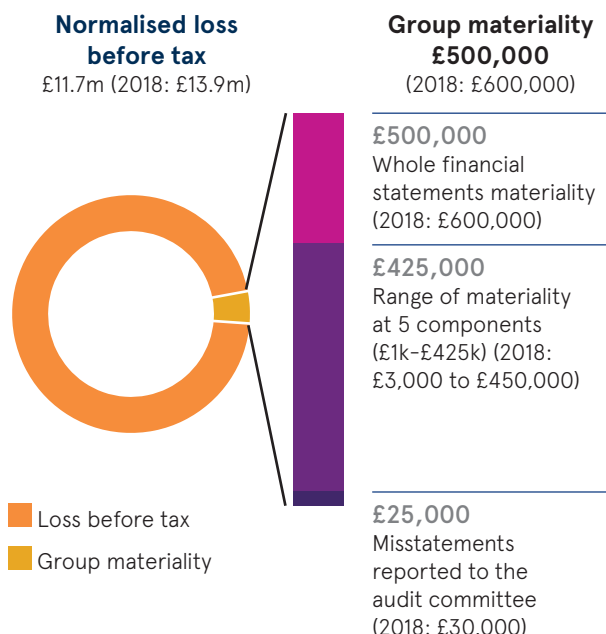 Normalised loss
before tax
£11.7m (2018: £13.9m)
Group materiality
£500,000
(2018: £600,000)
£500,000
Whole financial
statements materiality
(2018: £600,000)
£425,000
Range of materiality
at 5 components
(£1k-£425k) (2018:
£3,000 to £450,000)
£25,000
Misstatements
reported to the
audit committee
(2018: £30,000)
Loss before tax
Group materiality